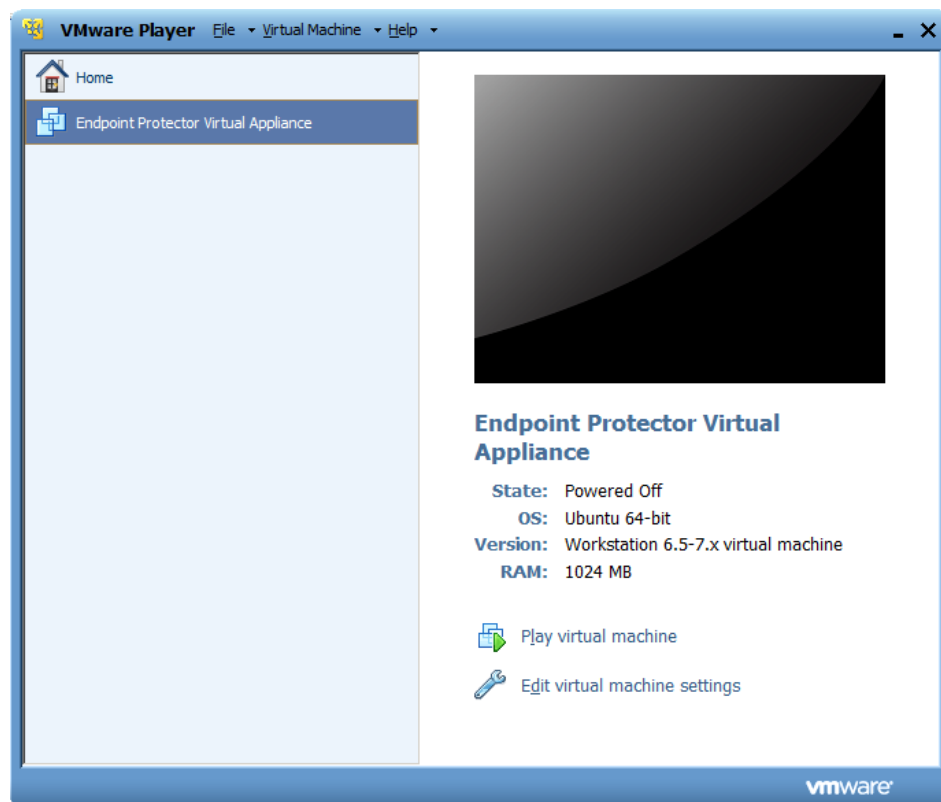 VMware Player File Virtual Machine Help
Home
Endpoint Protector Virtual Appliance
Endpoint Protector Virtual
Appliance
State: Powered Off
OS: Ubuntu 64-bit
Version: Workstation 6.5-7.x virtual machine
RAM: 1024 MB
Play virtual machine
Edit virtual machine settings
vmware